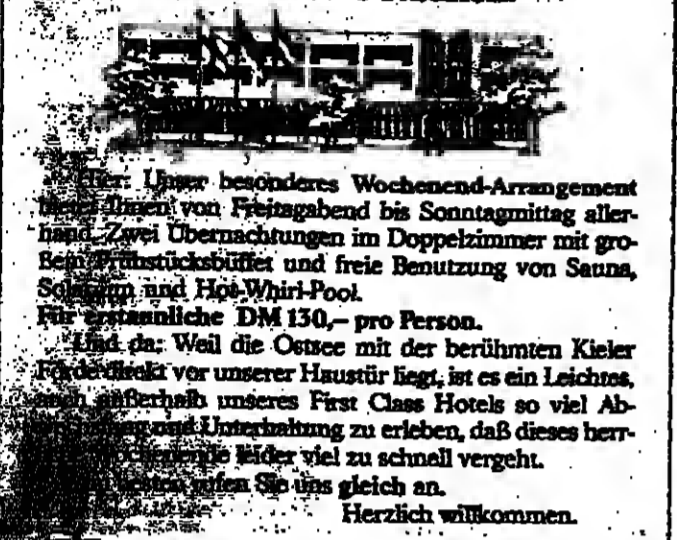 Hier: Unser besonderes Wochenend-Arrangement
bietet Ihnen von Freitagabend bis Sonntagmittag aller-
hand. Zwei Übernachtungen im Doppelzimmer mit gro-
ßem Frühstücksbüffet und freie Benutzung von Sauna,
Solarium and Hot-Whirl-Pool.
Für erstaunliche DM 130,– pro Person.
Und da: Weil die Ostsee mit der berühmten Kieler
Förde direkt vor unserer Haustür liegt, ist es ein Leichtes,
auch außerhalb unseres First Class Hotels so viel Ab-
und Unterhaltung zu erleben, daß dieses herr-
Wochenende leider viel zu schnell vergeht.
besten rufen Sie uns gleich an.
Herzlich willkommen.